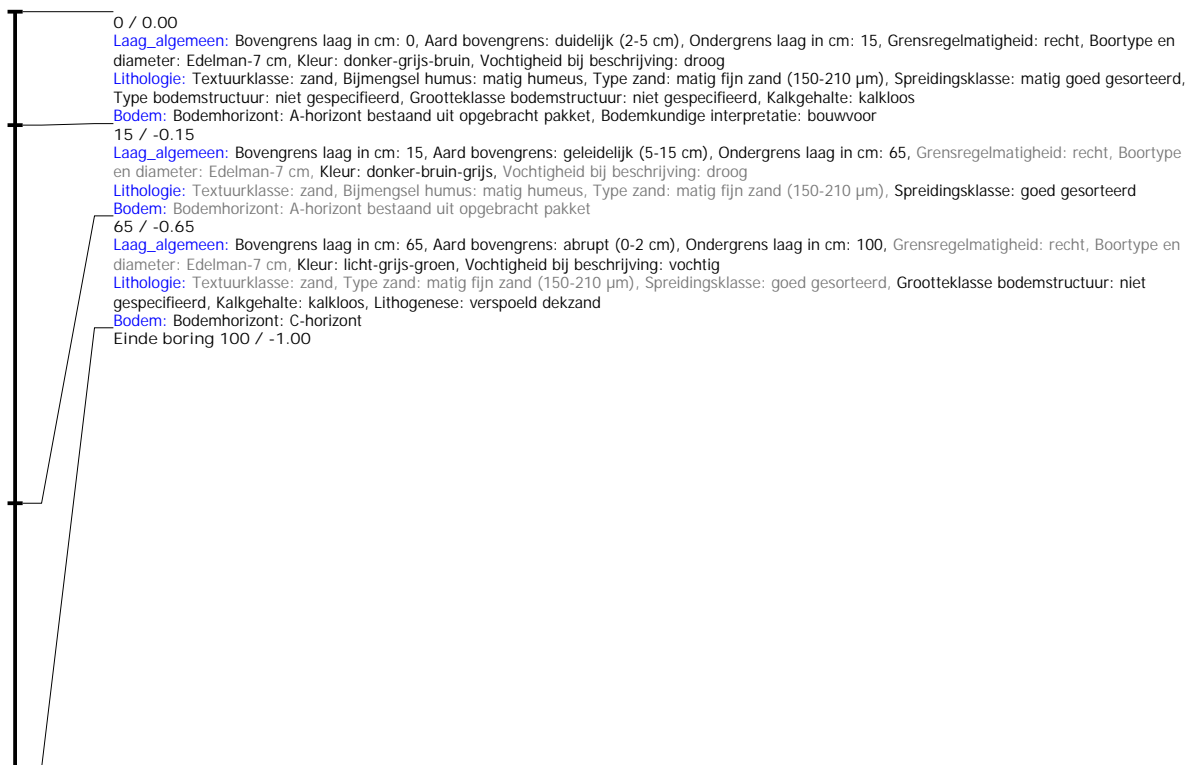 0 / 0.00
Laag_algemeen: Bovengrens laag in cm: 0, Aard bovengrens: duidelijk (2-5 cm), Ondergrens laag in cm: 15, Grensregelmatigheid: recht, Boortype en
diameter: Edelman-7 cm, Kleur: donker-grijs-bruin, Vochtigheid bij beschrijving: droog
Lithologie: Textuurklasse: zand, Bijmengsel humus: matig humeus, Type zand: matig fijn zand (150-210 µm), Spreidingsklasse: matig goed gesorteerd,
Type bodemstructuur: niet gespecifieerd, Grootteklasse bodemstructuur: niet gespecifieerd, Kalkgehalte: kalkloos
Bodem: Bodemhorizont: A-horizont bestaand uit opgebracht pakket, Bodemkundige interpretatie: bouwvoor
15 / -0.15
Laag_algemeen: Bovengrens laag in cm: 15, Aard bovengrens: geleidelijk (5-15 cm), Ondergrens laag in cm: 65, Grensregelmatigheid: recht, Boortype
en diameter: Edelman-7 cm, Kleur: donker-bruin-grijs, Vochtigheid bij beschrijving: droog
Lithologie: Textuurklasse: zand, Bijmengsel humus: matig humeus, Type zand: matig fijn zand (150-210 µm), Spreidingsklasse: goed gesorteerd
Bodem: Bodemhorizont: A-horizont bestaand uit opgebracht pakket
65 / -0.65
Laag_algemeen: Bovengrens laag in cm: 65, Aard bovengrens: abrupt (0-2 cm), Ondergrens laag in cm: 100, Grensregelmatigheid: recht, Boortype en
diameter: Edelman-7 cm, Kleur: licht-grijs-groen, Vochtigheid bij beschrijving: vochtig
Lithologie: Textuurklasse: zand, Type zand: matig fijn zand (150-210 µm), Spreidingsklasse: goed gesorteerd, Grootteklasse bodemstructuur: niet
gespecifieerd, Kalkgehalte: kalkloos, Lithogenese: verspoeld dekzand
Bodem: Bodemhorizont: C-horizont
Einde boring 100 / -1.00